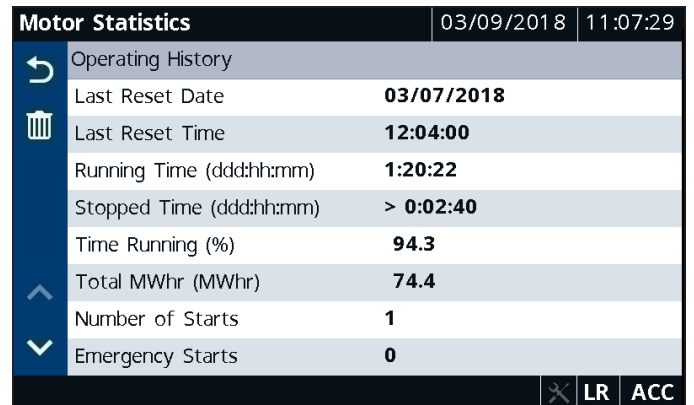 Motor Statistics 03/09/2018 11:07:29
Operating History
Last Reset Date 03/07/2018
Last Reset Time 12:04:00
Running Time (ddd:hh:mm) 1:20:22
Stopped Time (ddd:hh:mm) > 0:02:40
Time Running (%) 94.3
Total MWhr (MWhr) 74.4
Number of Starts 1
Emergency Starts 0
LR ACC